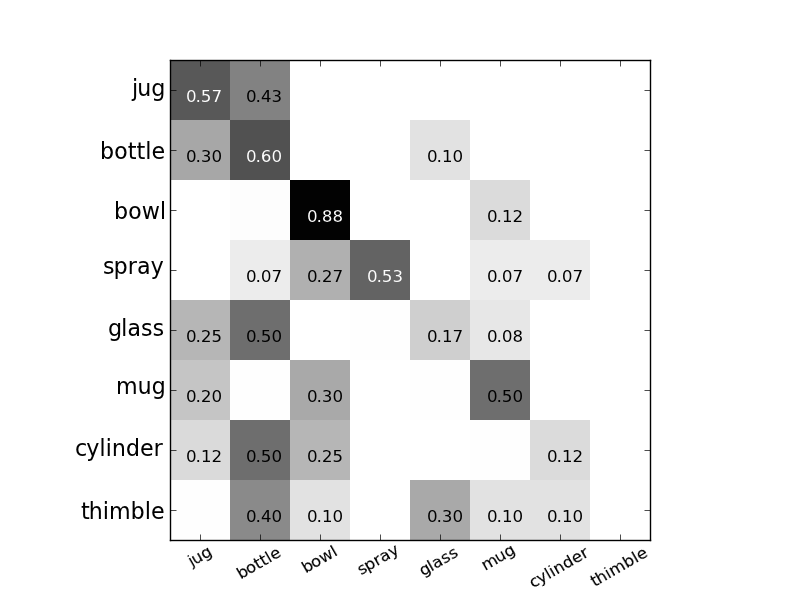 jug 0.57 0.43
bottle 0.30 0.60 0.10
bowl 0.88 0.12
spray 0.07 0.27 0.53 0.07 0.07
glass 0.25 0.50 0.17 0.08
mug 0.20 0.30 0.50
cylinder 0.12 0.50 0.25 0.12
thimble 0.40 0.10 0.30 0.10 0.10
jug bottle bowl spray glass mug cylinder thimble